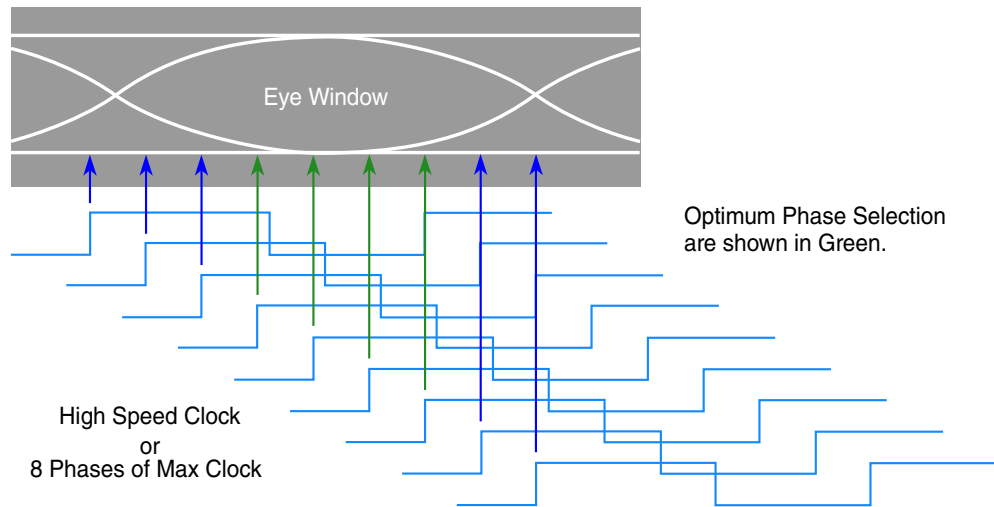 Eye Window
Optimum Phase Selection
are shown in Green.
High Speed Clock
or
8 Phases of Max Clock